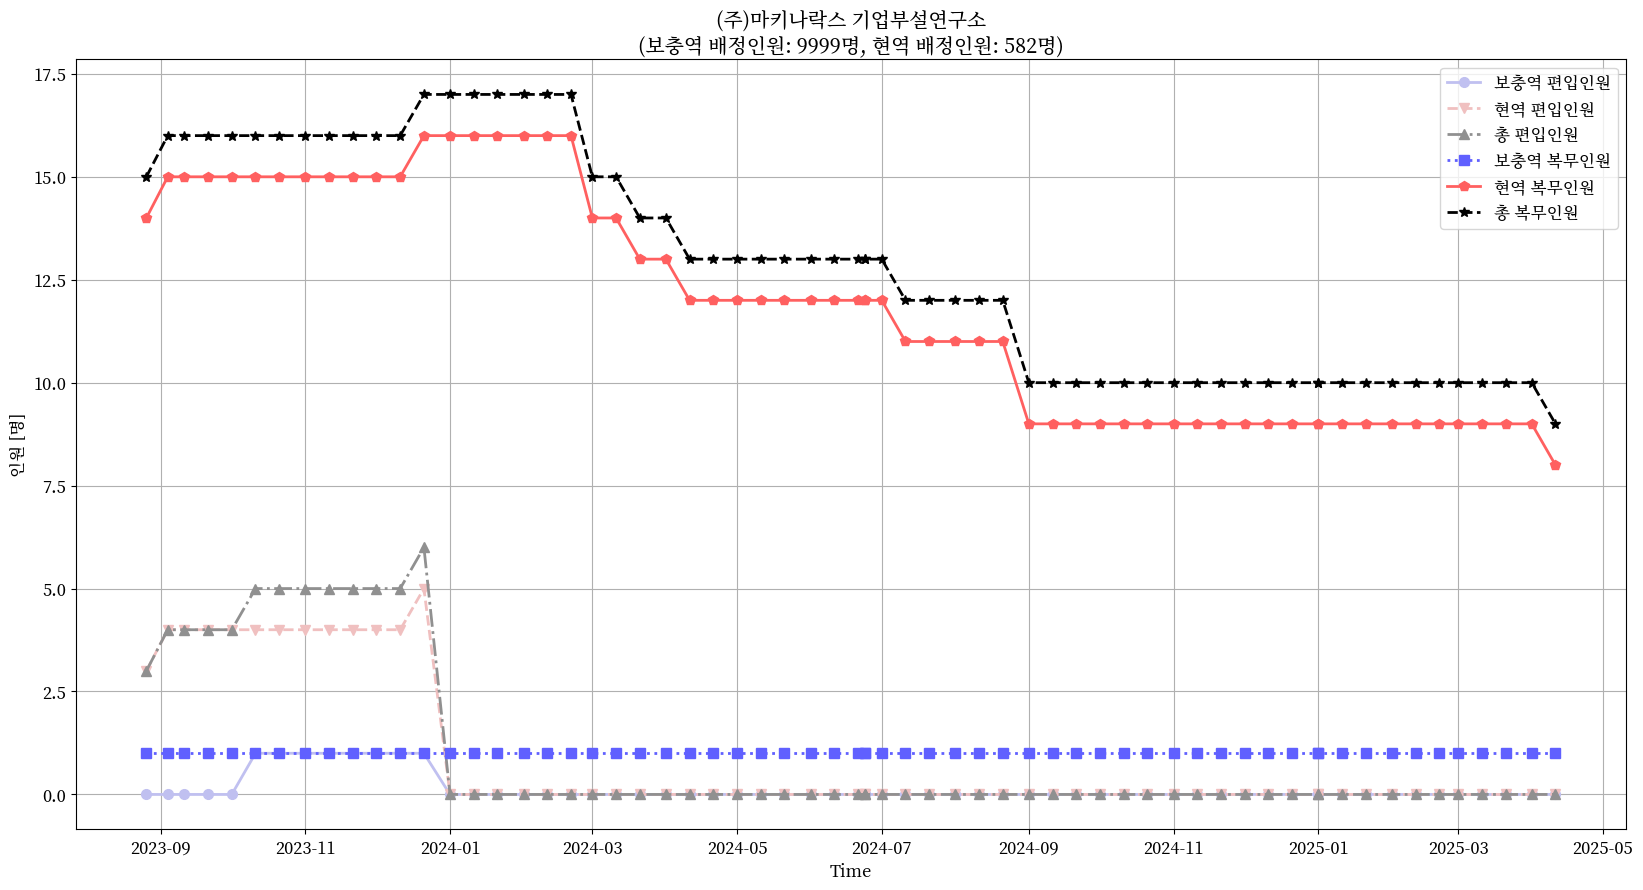 (주)마키나락스 기업부설연구소
(보충역 배정인원: 9999명, 현역 배정인원: 582명)
17.5
15.0
12.5
10.0
7.5
5.0
2.5
0.0
인원 [명]
보충역 편입인원
현역 편입인원
총 편입인원
보충역 복무인원
현역 복무인원
총 복무인원
2023-09 2023-11 2024-01 2024-03 2024-05 2024-07 2024-09 2024-11 2025-01 2025-03 2025-05
Time